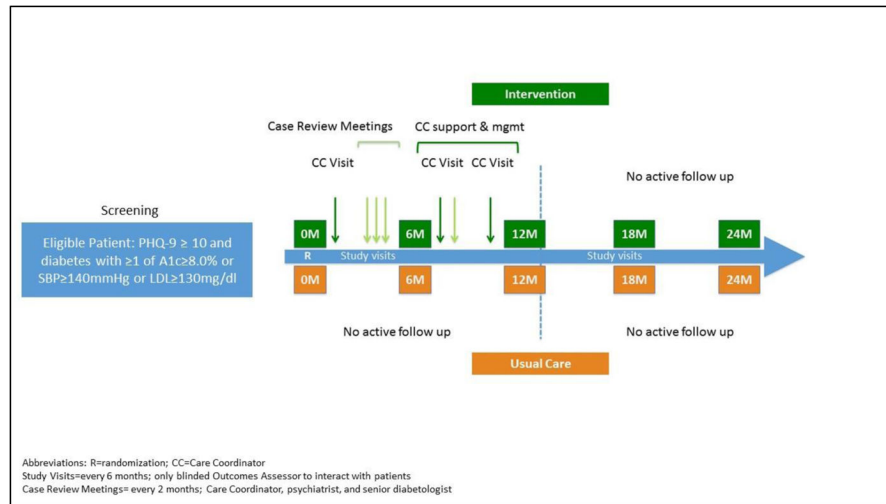 Intervention
Case Review Meetings
CC support & mgmt
CC Visit
CC Visit
CC Visit
No active follow up
Screening
Eligible Patient: PHQ-9 ≥ 10 and
diabetes with ≥1 of A1c≥8.0% or
SBP≥140mmHg or LDL≥130mg/dl
0M
6M
12M
18M
24M
R
Study visits
Study visits
0M
6M
12M
18M
24M
No active follow up
No active follow up
Usual Care
Abbreviations: R=randomization; CC=Care Coordinator
Study Visits=every 6 months; only blinded Outcomes Assessor to interact with patients
Case Review Meetings= every 2 months; Care Coordinator, psychiatrist, and senior diabetologist